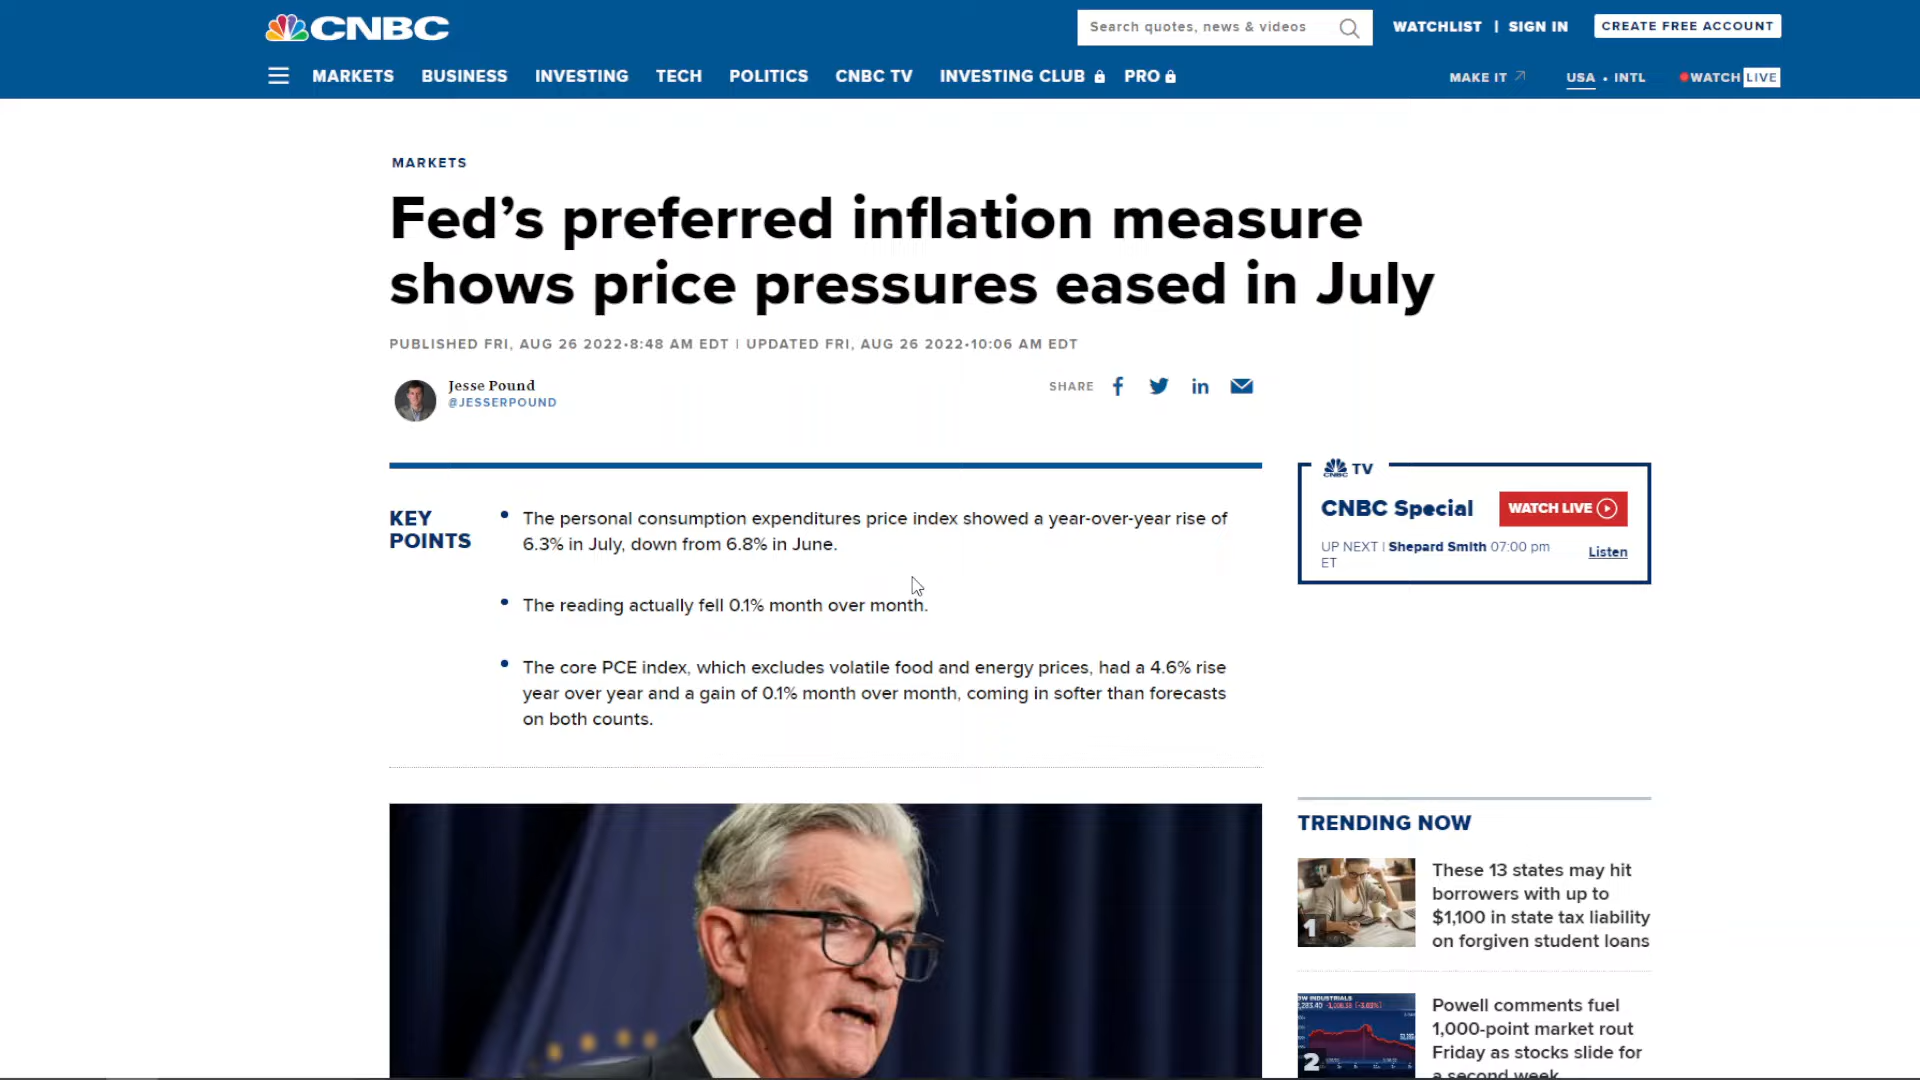 CNBC
Search quotes, news & videos
WATCHLIST | SIGN IN
CREATE FREE ACCOUNT
MARKETS BUSINESS INVESTING TECH POLITICS CNBC TV INVESTING CLUB PRO
MAKE IT USA • INTL WATCH LIVE
MARKETS
Fed’s preferred inflation measure
shows price pressures eased in July
PUBLISHED FRI, AUG 26 2022•8:48 AM EDT | UPDATED FRI, AUG 26 2022•10:06 AM EDT
Jesse Pound
@JESSERPOUND
SHARE
KEY
POINTS
• The personal consumption expenditures price index showed a year-over-year rise of
6.3% in July, down from 6.8% in June.
• The reading actually fell 0.1% month over month.
• The core PCE index, which excludes volatile food and energy prices, had a 4.6% rise
year over year and a gain of 0.1% month over month, coming in softer than forecasts
on both counts.
CNBC TV
CNBC Special
WATCH LIVE
UP NEXT | Shepard Smith 07:00 pm
ET
Listen
TRENDING NOW
1
These 13 states may hit
borrowers with up to
$1,100 in state tax liability
on forgiven student loans
2
Powell comments fuel
1,000-point market rout
Friday as stocks slide for
a second week